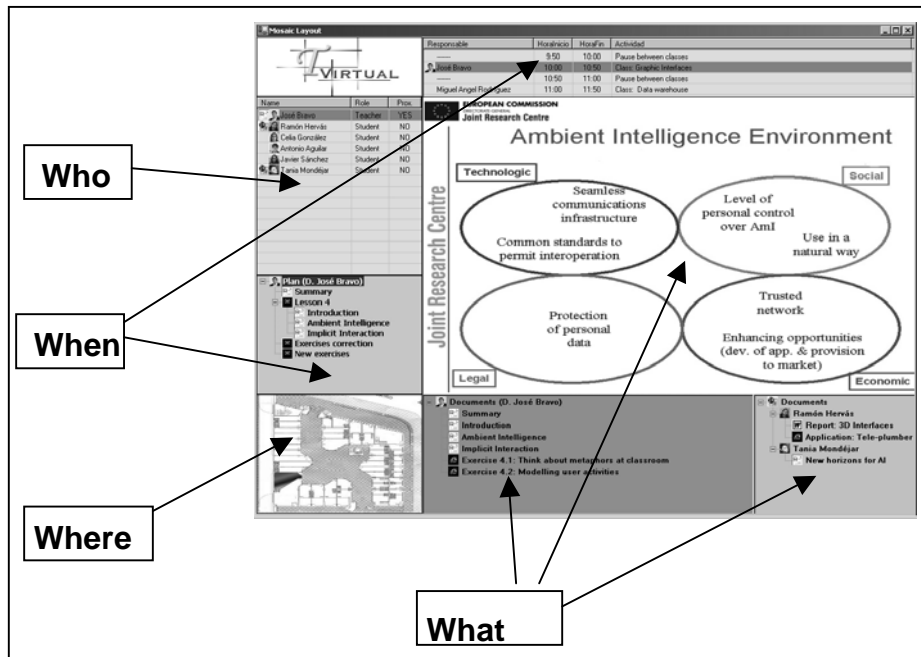 Mosaic Layout
VIRTUAL
Responsable HoraInicio HoraFin Actividad
----- 9:50 10:00 Pause between classes
José Bravo 10:00 10:50 Class: Graphic Interfaces
----- 10:50 11:00 Pause between classes
Miguel Angel Rodríguez 11:00 11:50 Class: Data warehouse
Name Role Prox.
José Bravo Teacher YES
Ramón Hervás Student NO
Celia González Student NO
Antonio Aguilar Student NO
Javier Sánchez Student NO
Tania Mondéjar Student NO
Who
Plan (D. José Bravo)
Summary
Lesson 4
Introduction
Ambient Intelligence
Implicit Interaction
Exercises correction
New exercises
When
Where
EUROPEAN COMMISSION
DIRECTORATE GENERAL
Joint Research Centre
Ambient Intelligence Environment
Joint Research Centre
Technologic
Seamless
communications
infrastructure
Common standards to
permit interoperation
Social
Level of
personal control
over AmI
Use in a
natural way
Protection
of personal
data
Legal
Trusted
network
Enhancing opportunities
(dev. of app. & provision
to market)
Economic
Documents (D. José Bravo)
Summary
Introduction
Ambient Intelligence
Implicit Interaction
Exercise 4.1: Think about metaphors at classroom
Exercise 4.2: Modelling user activities
Documents
Ramón Hervás
Report: 3D Interfaces
Application: Tele-plumber
Tania Mondéjar
New horizons for AI
What